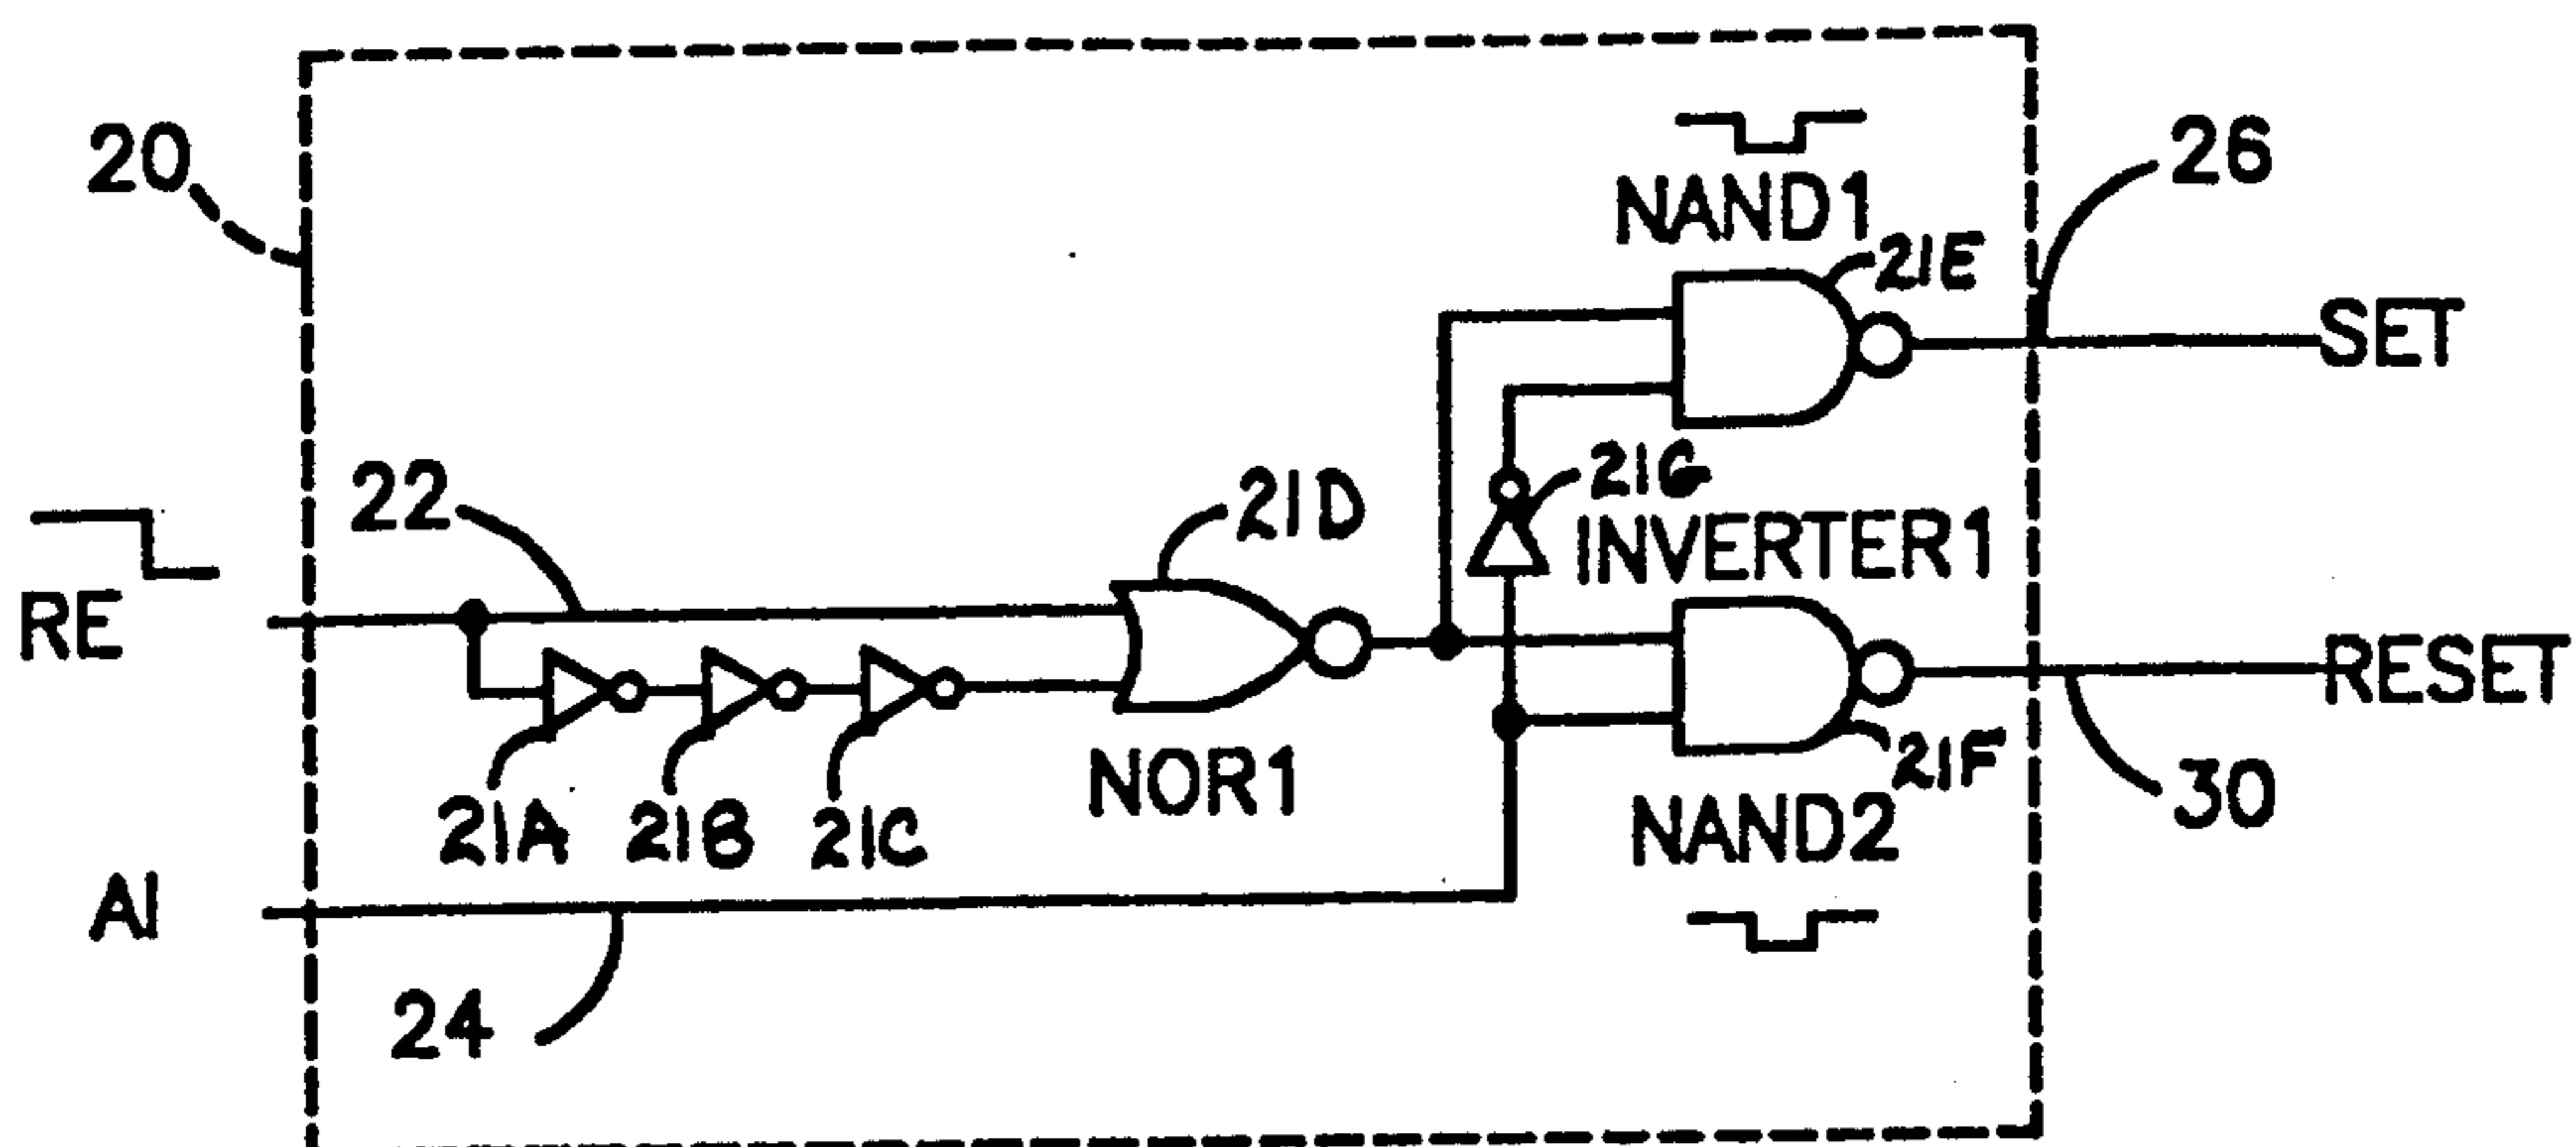 20
NAND1
26
21E
SET
22
21D
21G
INVERTER1
RE
RESET
21A
21B
21C
NOR1
21F
NAND2
30
AI
24